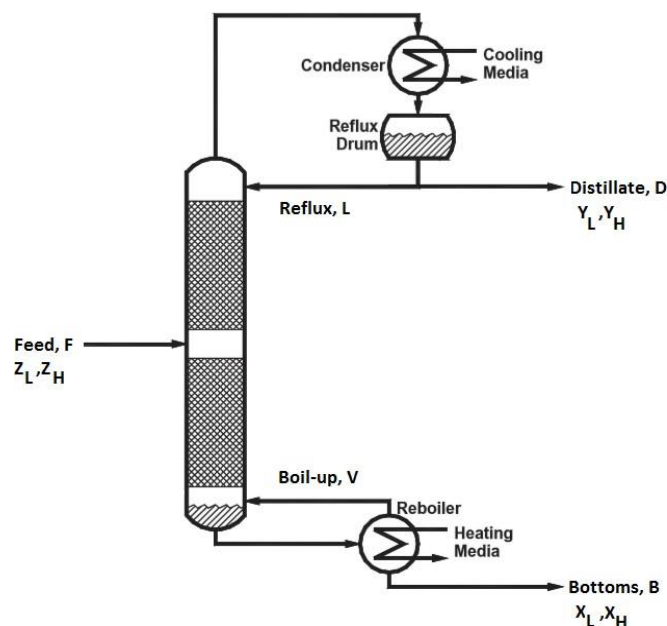 Condenser
Cooling
Media
Reflux
Drum
Reflux, L
Distillate, D
Y_L,Y_H
Feed, F
Z_L,Z_H
Boil-up, V
Reboiler
Heating
Media
Bottoms, B
X_L,X_H